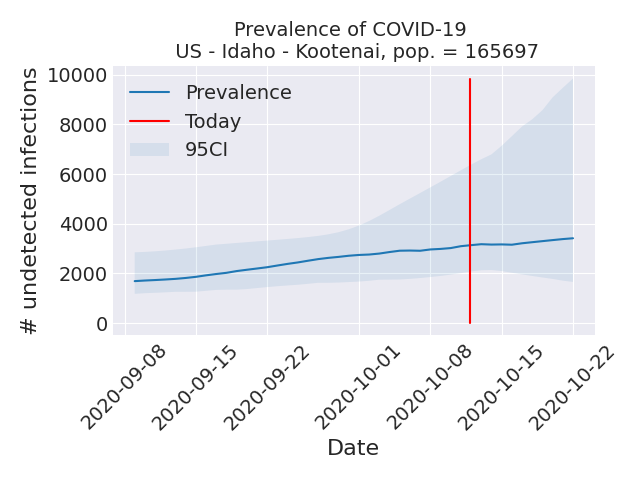 Prevalence of COVID-19
US - Idaho - Kootenai, pop. = 165697
# undetected infections
10000
8000
6000
4000
2000
0
Prevalence
Today
95CI
2020-09-08
2020-09-15
2020-09-22
2020-10-01
2020-10-08
2020-10-15
2020-10-22
Date